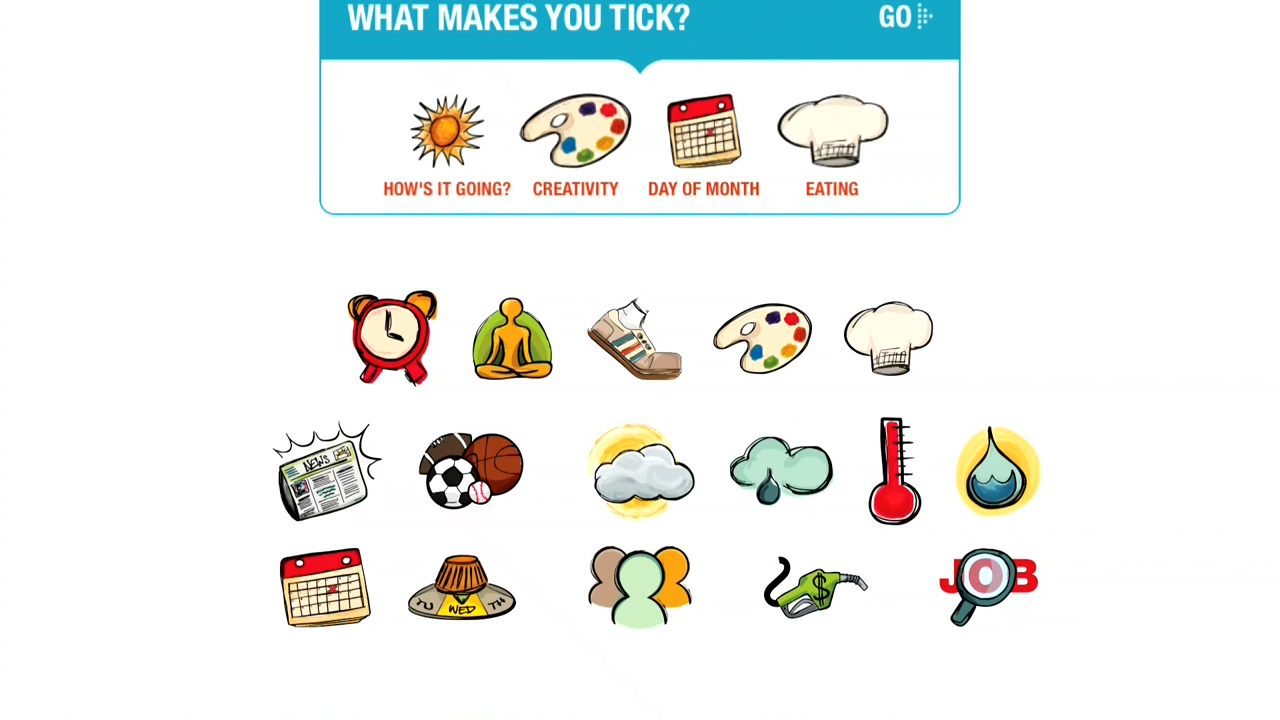 WHAT MAKES YOU TICK? GO
HOW'S IT GOING? CREATIVITY DAY OF MONTH EATING
NEWS
TU WED TH
$
JOB